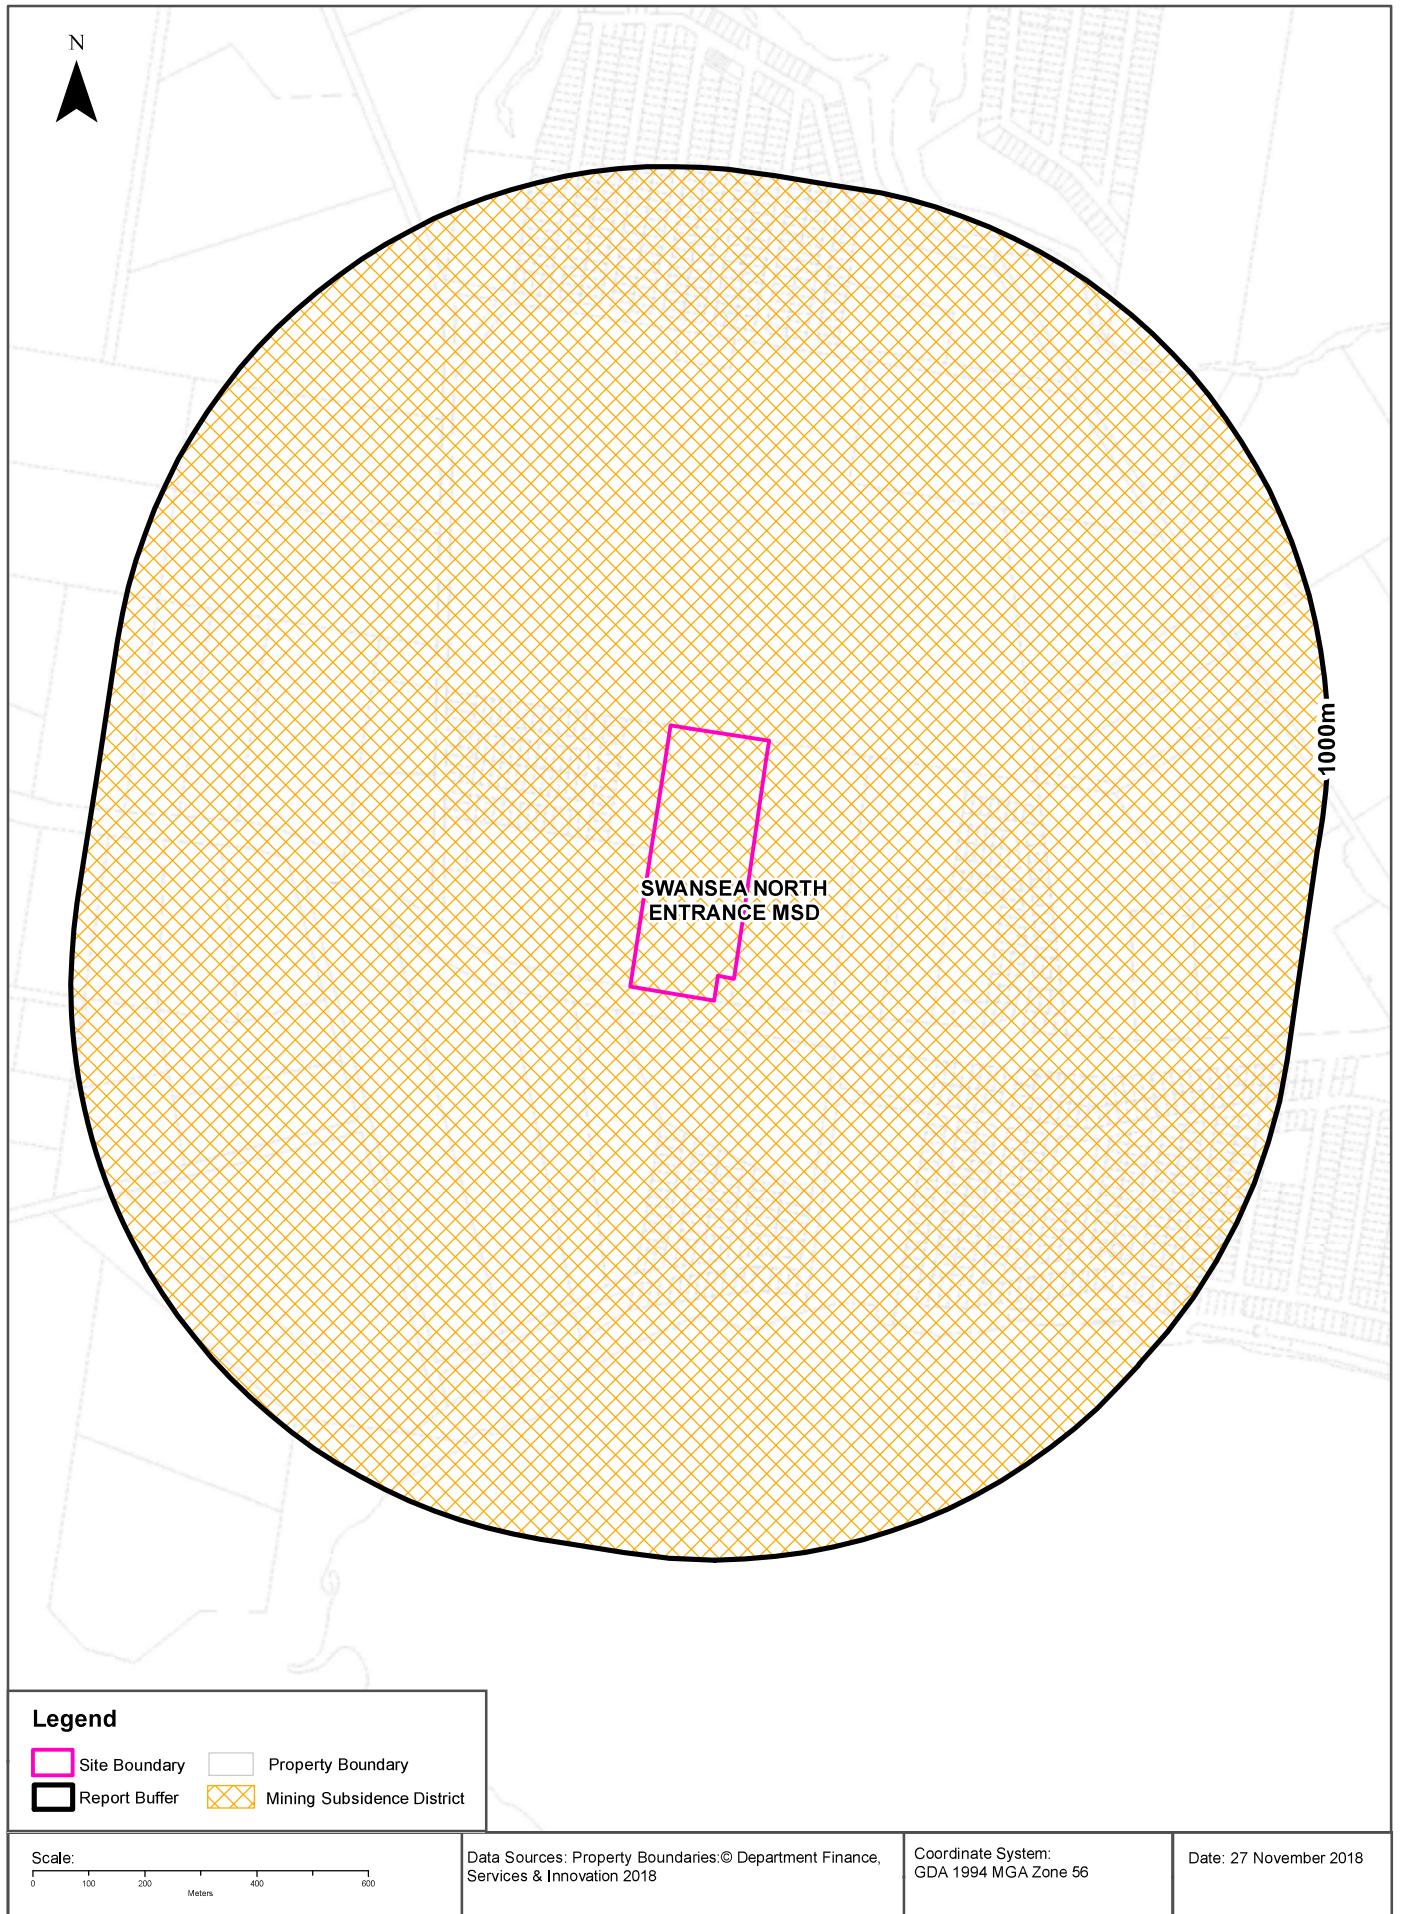 N
1000m
SWANSEA NORTH
ENTRANCE MSD
Legend
Site Boundary
Property Boundary
Report Buffer
Mining Subsidence District
Scale:
0 100 200 400 600
Meters
Data Sources: Property Boundaries:© Department Finance,
Services & Innovation 2018
Coordinate System:
GDA 1994 MGA Zone 56
Date: 27 November 2018